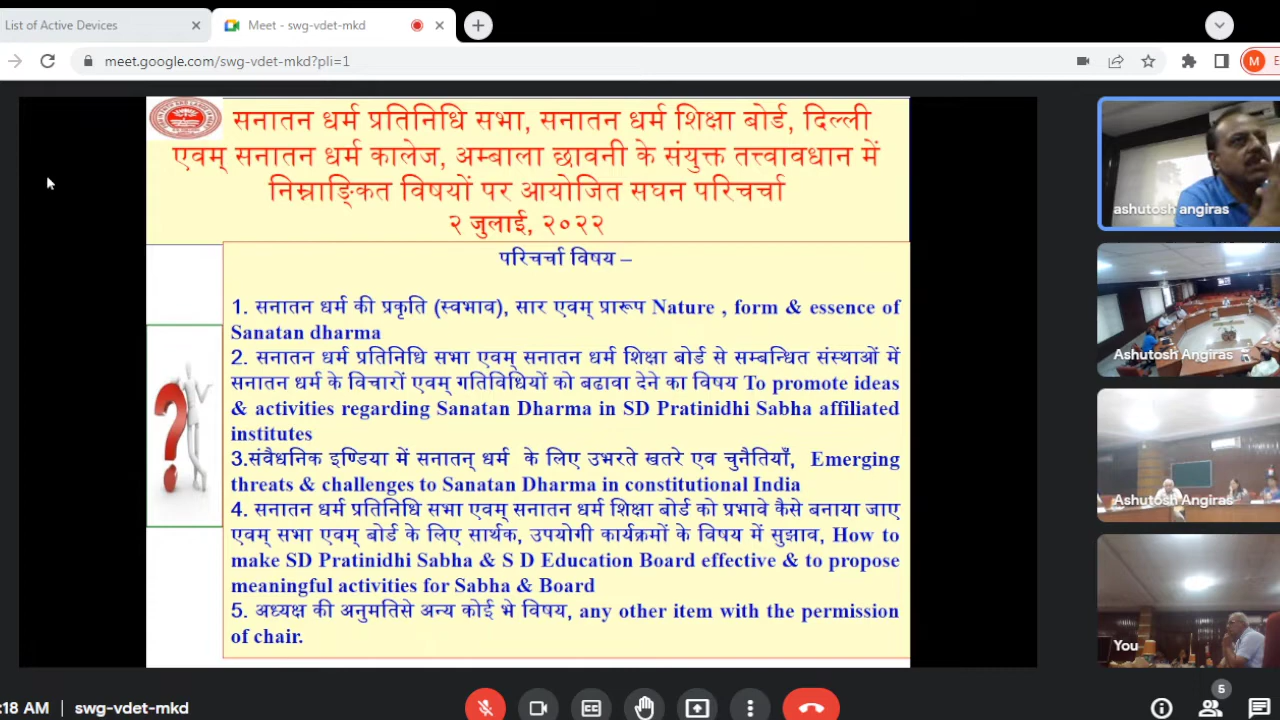 List of Active Devices
Meet - swg-vdet-mkd
meet.google.com/swg-vdet-mkd?pli=1
M
E
सनातन धर्म प्रतिनिधि सभा, सनातन धर्म शिक्षा बोर्ड, दिल्ली
एवम् सनातन धर्म कालेज, अम्बाला छावनी के संयुक्त तत्त्वावधान में
निम्नाङ्कित विषयों पर आयोजित सघन परिचर्चा
२ जुलाई, २०२२
परिचर्चा विषय –
1. सनातन धर्म की प्रकृति (स्वभाव), सार एवम् प्रारूप Nature , form & essence of
Sanatan dharma
2. सनातन धर्म प्रतिनिधि सभा एवम् सनातन धर्म शिक्षा बोर्ड से सम्बन्धित संस्थाओं में
सनातन धर्म के विचारों एवम् गतिविधियों को बढावा देने का विषय To promote ideas
& activities regarding Sanatan Dharma in SD Pratinidhi Sabha affiliated
institutes
3.संवैधनिक इण्डिया में सनातन् धर्म के लिए उभरते खतरे एव चुनैतियाँ, Emerging
threats & challenges to Sanatan Dharma in constitutional India
4. सनातन धर्म प्रतिनिधि सभा एवम् सनातन धर्म शिक्षा बोर्ड को प्रभावे कैसे बनाया जाए
एवम् सभा एवम् बोर्ड के लिए सार्थक, उपयोगी कार्यक्रमों के विषय में सुझाव, How to
make SD Pratinidhi Sabha & S D Education Board effective & to propose
meaningful activities for Sabha & Board
5. अध्यक्ष की अनुमतिसे अन्य कोई भे विषय, any other item with the permission
of chair.
ashutosh angiras
Ashutosh Angiras
Ashutosh Angiras
You
:18 AM | swg-vdet-mkd
5